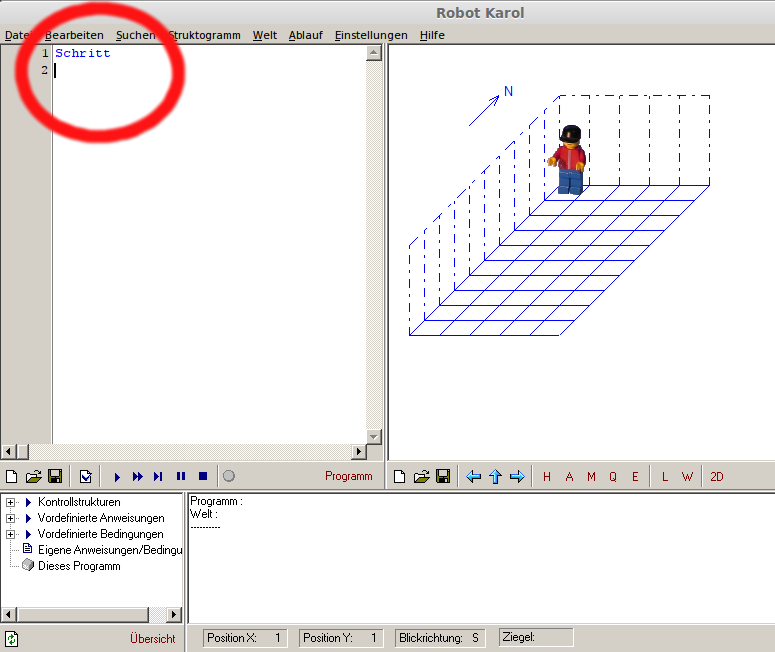 Robot Karol
Datei Bearbeiten Suchen Struktogramm Welt Ablauf Einstellungen Hilfe
1 Schritt
2
N
Programm
H A M Q E L W 2D
Kontrollstrukturen
Vordefinierte Anweisungen
Vordefinierte Bedingungen
Eigene Anweisungen/Bedingu
Dieses Programm
Programm :
Welt :
----------
Übersicht
Position X: 1 Position Y: 1 Blickrichtung: S Ziegel: